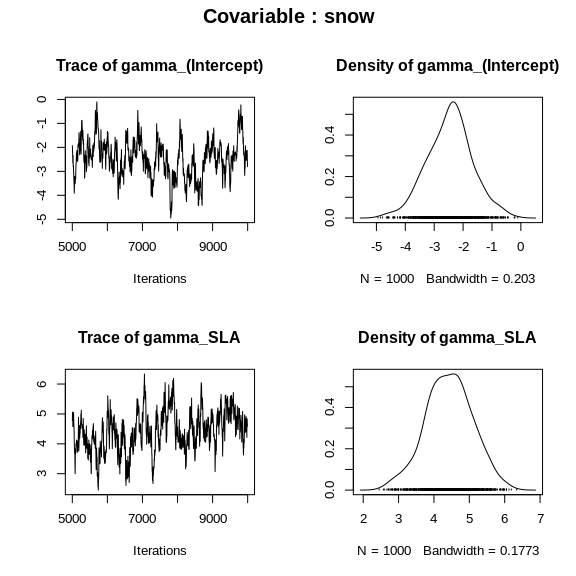 Covariable : snow
Trace of gamma_(Intercept)
0
-1
-2
-3
-4
-5
5000 7000 9000
Iterations
Density of gamma_(Intercept)
0.4
0.2
0.0
-5 -4 -3 -2 -1 0
N = 1000 Bandwidth = 0.203
Trace of gamma_SLA
6
5
4
3
5000 7000 9000
Iterations
Density of gamma_SLA
0.4
0.2
0.0
2 3 4 5 6 7
N = 1000 Bandwidth = 0.1773